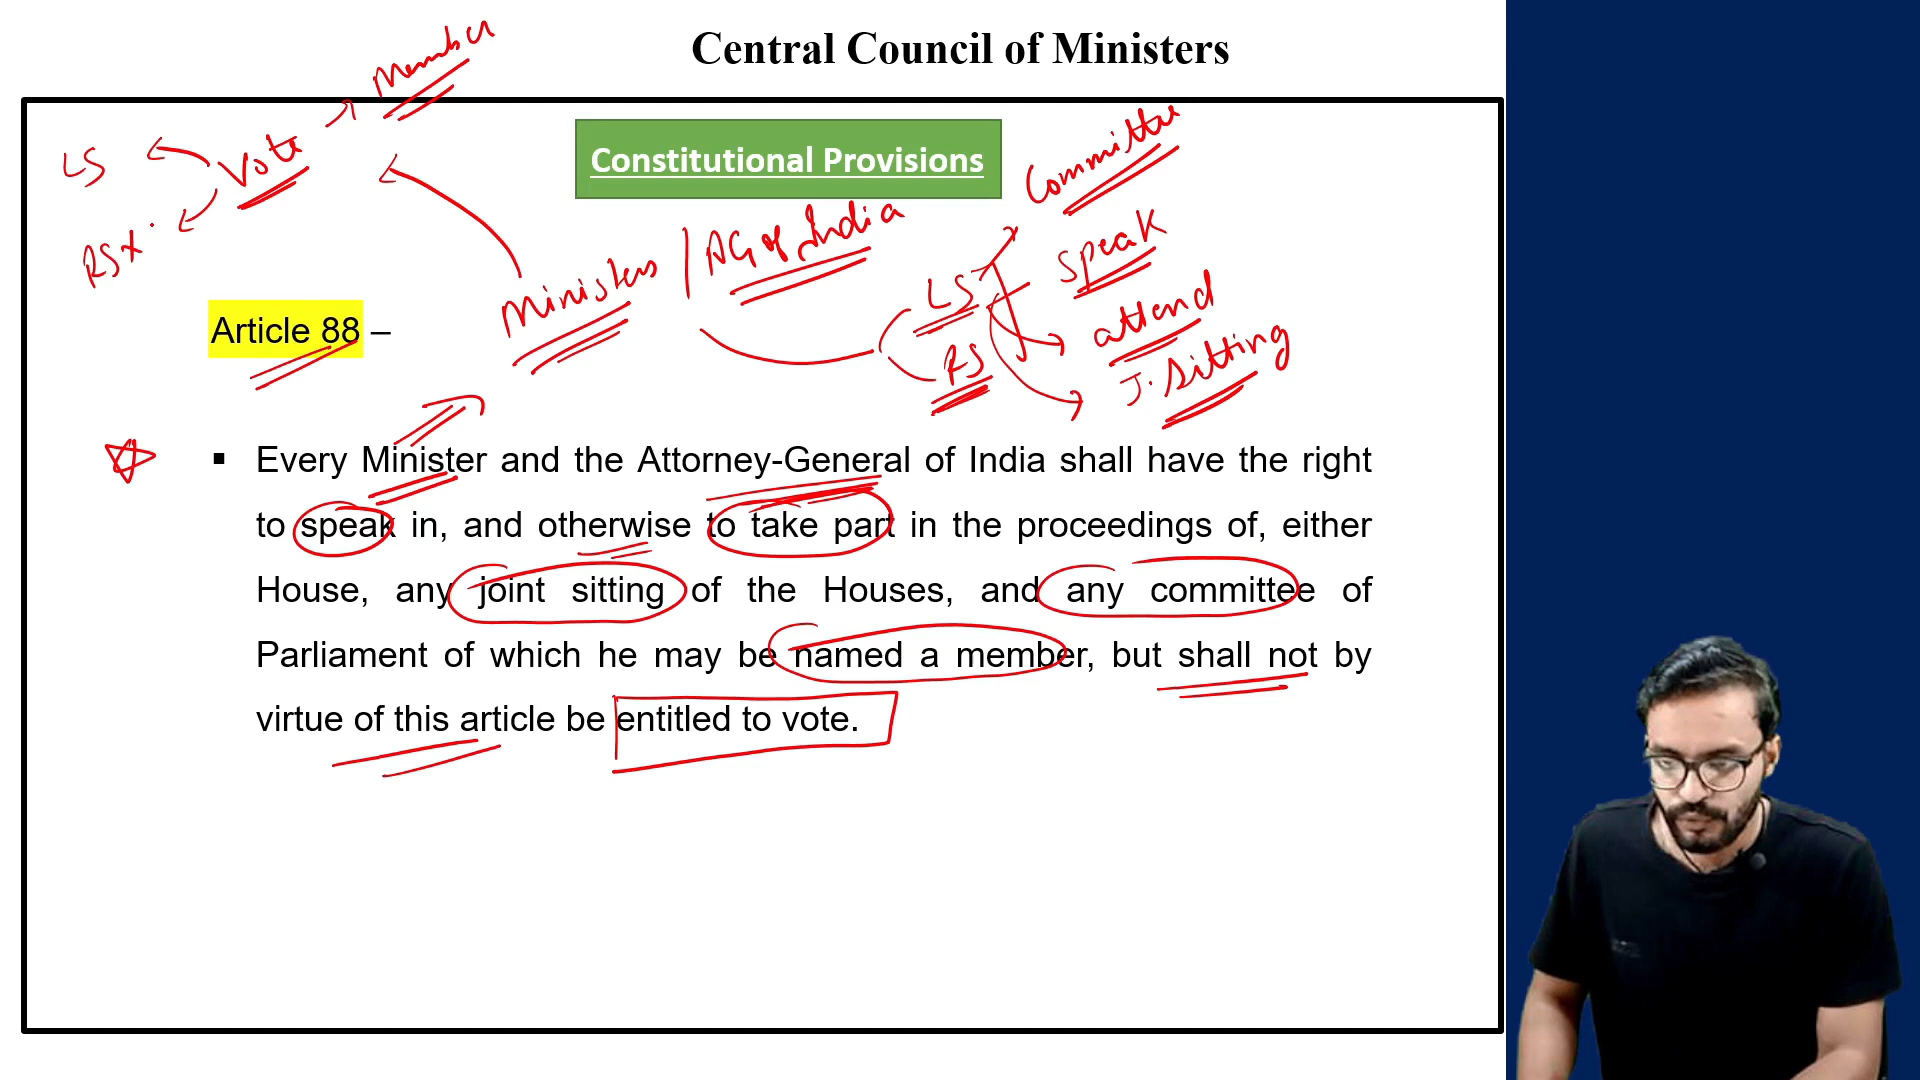 Central Council of Ministers
Member
LS
Vote
Constitutional Provisions
Committee
RSX
Ministers / AG of India
LS
Speak
Article 88 –
RS
attend
J. Sitting
▪ Every Minister and the Attorney-General of India shall have the right
to speak in, and otherwise to take part in the proceedings of, either
House, any joint sitting of the Houses, and any committee of
Parliament of which he may be named a member, but shall not by
virtue of this article be entitled to vote.